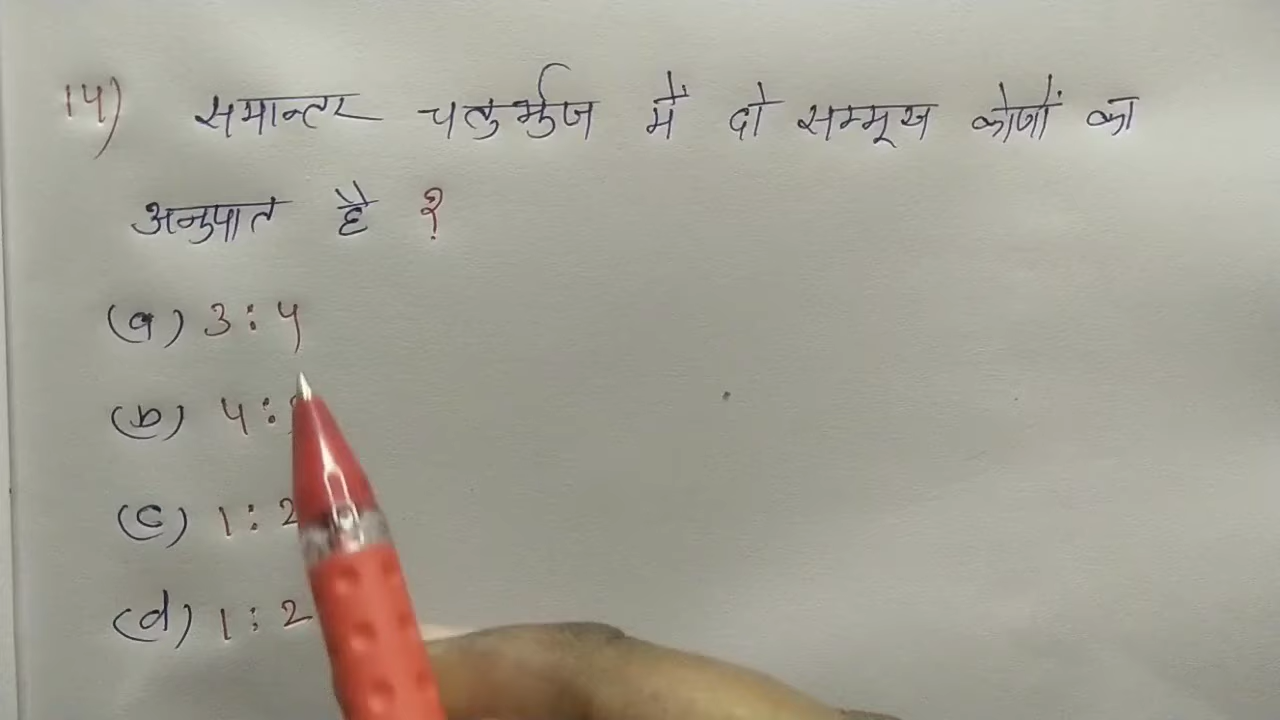 14) समान्तर चतुर्भुज में दो सम्मूख कोणों का
अनुपात है ?
(a) 3 : 4
(b) 4 :
(c) 1 : 2
(d) 1 : 2